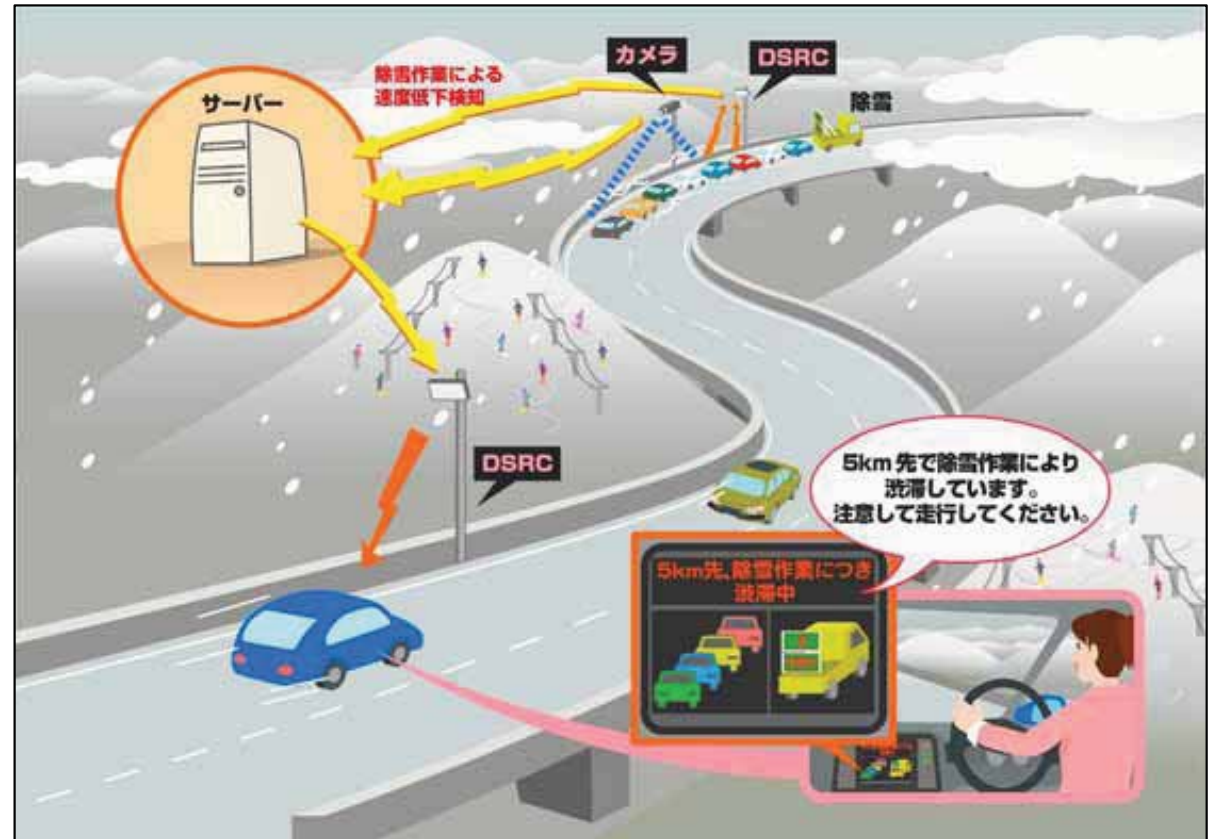 カメラ
DSRC
除雪作業による
速度低下検知
サーバー
除雪
DSRC
5km先で除雪作業により
渋滞しています。
注意して走行してください。
5km先、除雪作業につき
渋滞中